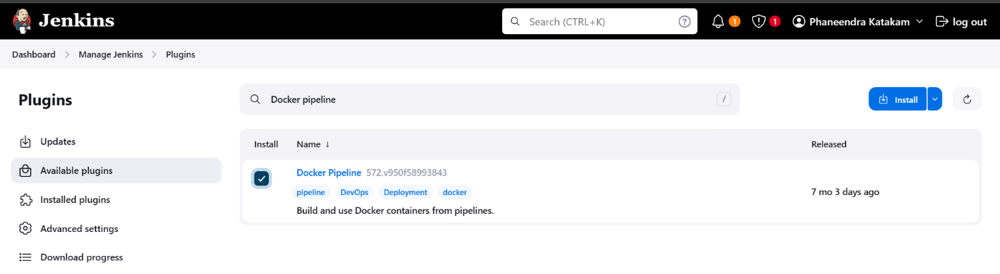 Jenkins
Search (CTRL+K)
?
1
1
Phaneendra Katakam
log out
Dashboard > Manage Jenkins > Plugins
Plugins
Docker pipeline
/
Install
Updates
Available plugins
Installed plugins
Advanced settings
Download progress
Install Name ↓ Released
Docker Pipeline 572.v950f58993843
pipeline DevOps Deployment docker
Build and use Docker containers from pipelines.
7 mo 3 days ago